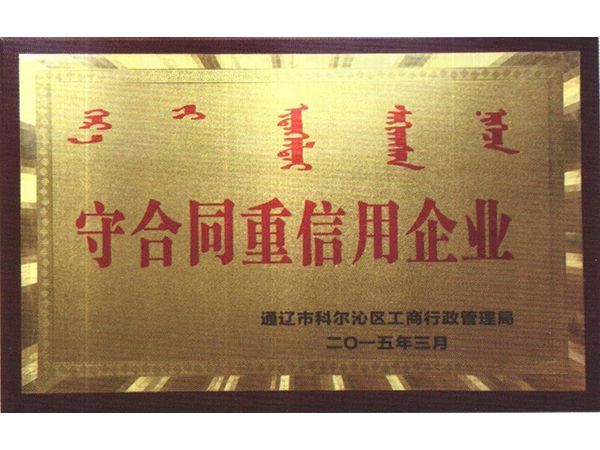 守合同重信用企业
通辽市科尔沁区工商行政管理局
二〇一五年三月